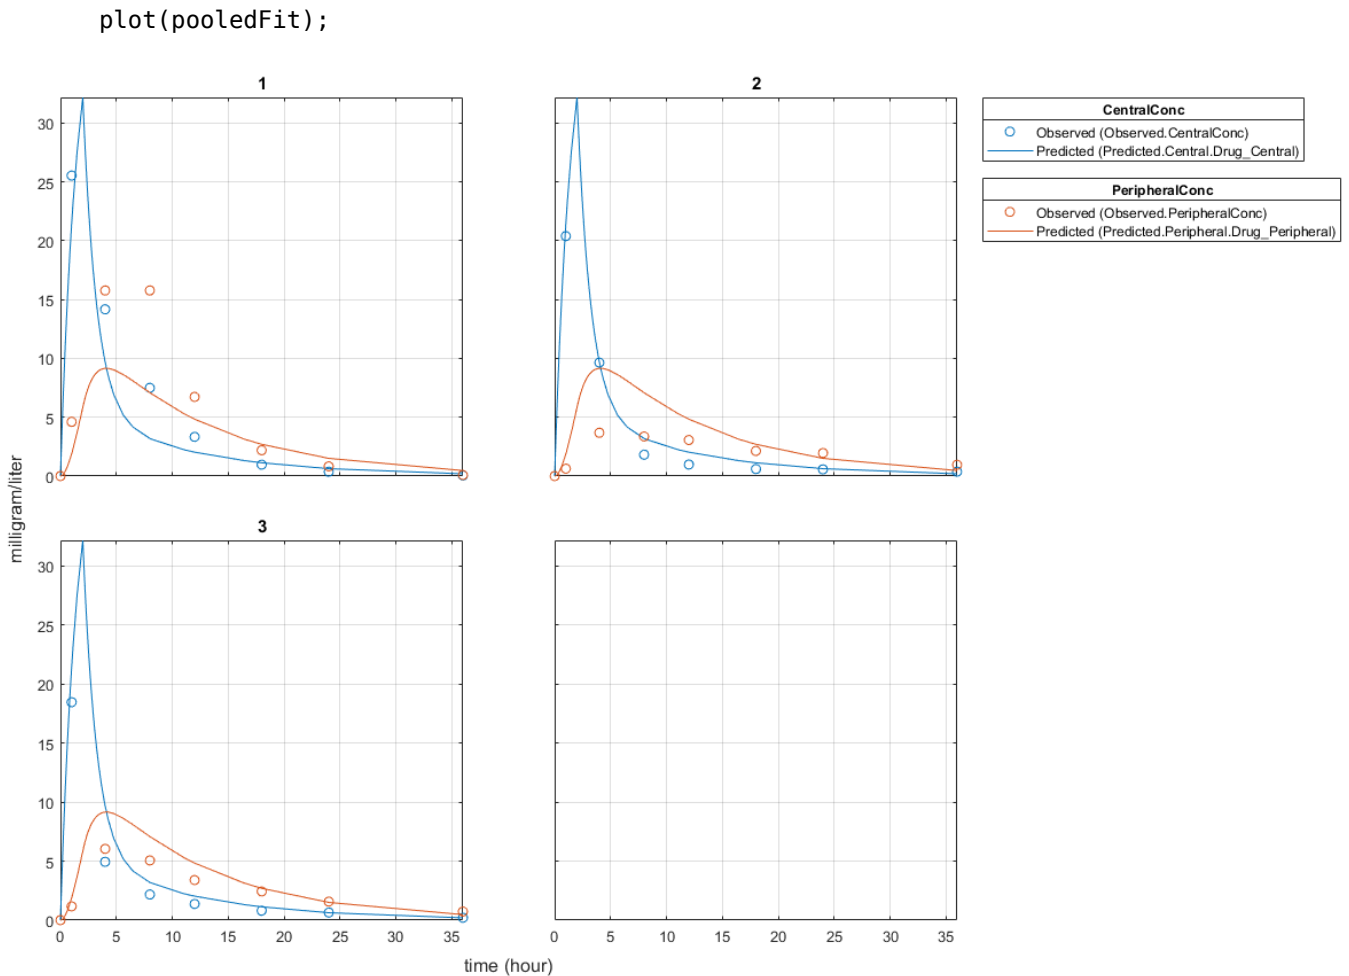 plot(pooledFit);
1
30
25
20
15
10
5
0
2
CentralConc
Observed (Observed.CentralConc)
Predicted (Predicted.Central.Drug_Central)
PeripheralConc
Observed (Observed.PeripheralConc)
Predicted (Predicted.Peripheral.Drug_Peripheral)
milligram/liter
3
30
25
20
15
10
5
0
0 5 10 15 20 25 30 35
0 5 10 15 20 25 30 35
time (hour)